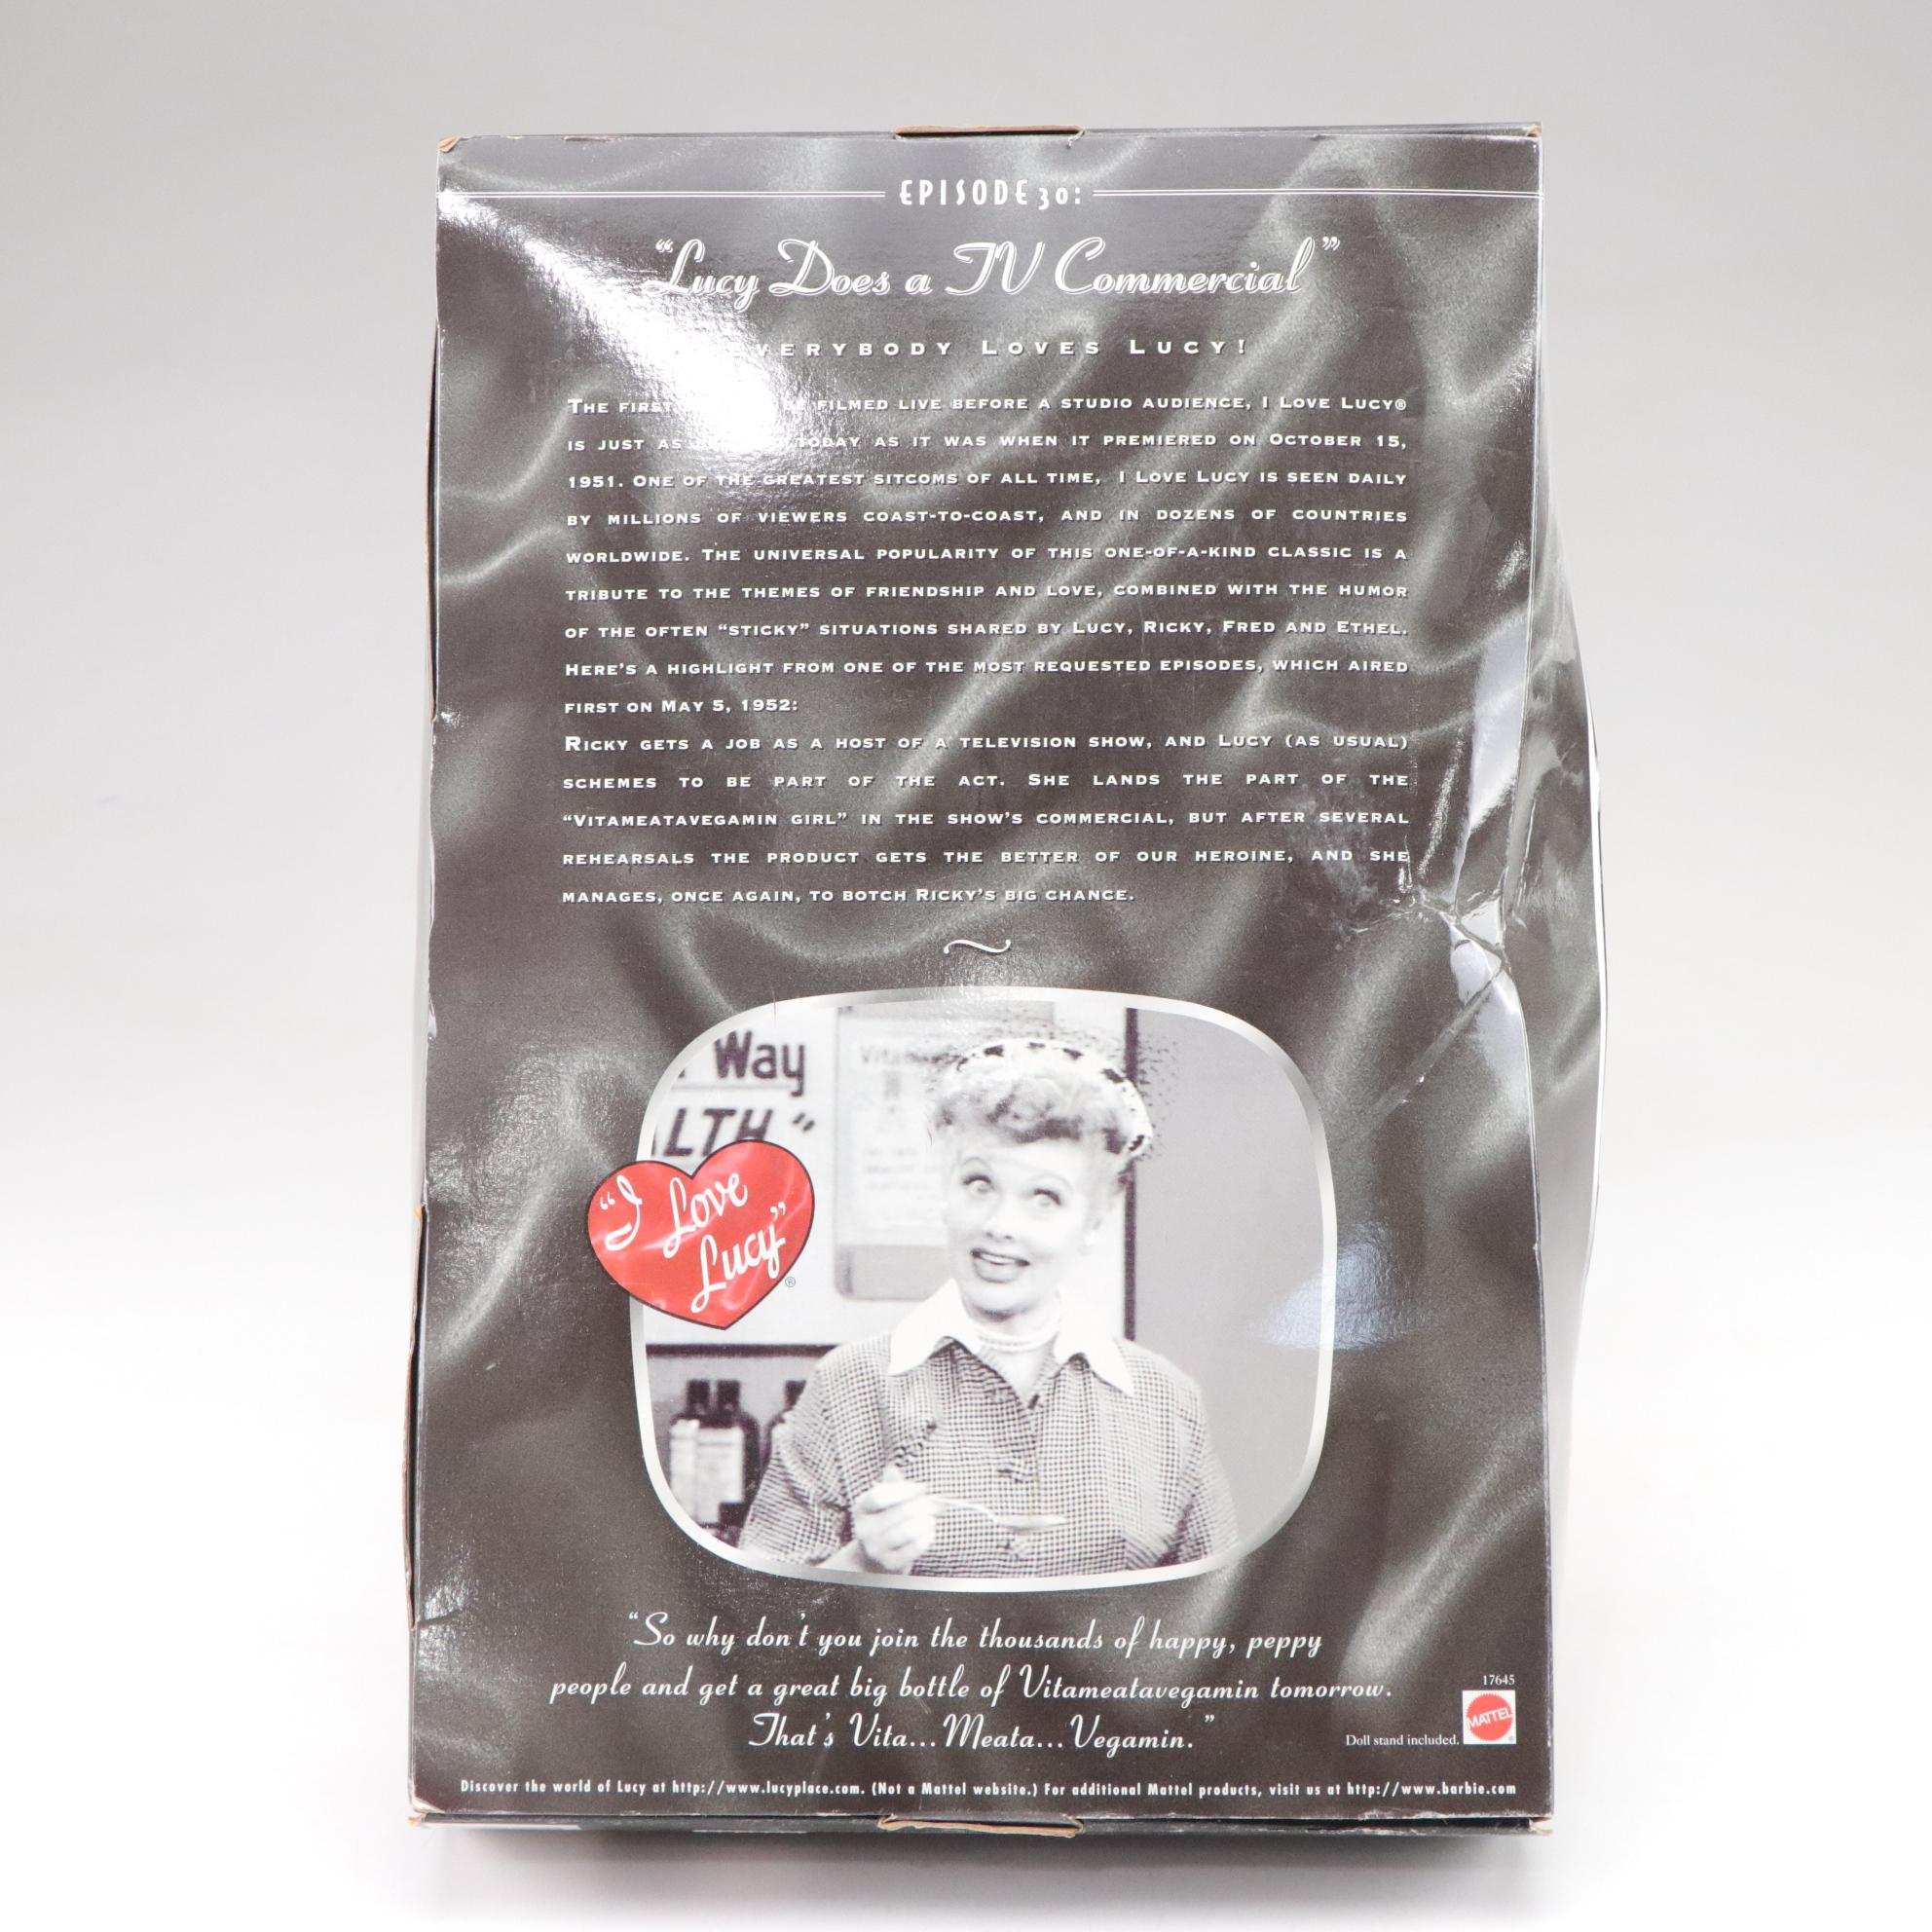 EPISODE 30:
"Lucy Does a TV Commercial"
VERYBODY LOVES LUCY!
THE FIRST BE FILMED LIVE BEFORE A STUDIO AUDIENCE, I LOVE LUCY®
IS JUST AS TODAY AS IT WAS WHEN IT PREMIERED ON OCTOBER 15,
1951. ONE OF THE GREATEST SITCOMS OF ALL TIME, I LOVE LUCY IS SEEN DAILY
BY MILLIONS OF VIEWERS COAST-TO-COAST, AND IN DOZENS OF COUNTRIES
WORLDWIDE. THE UNIVERSAL POPULARITY OF THIS ONE-OF-A-KIND CLASSIC IS A
TRIBUTE TO THE THEMES OF FRIENDSHIP AND LOVE, COMBINED WITH THE HUMOR
OF THE OFTEN "STICKY" SITUATIONS SHARED BY LUCY, RICKY, FRED AND ETHEL.
HERE'S A HIGHLIGHT FROM ONE OF THE MOST REQUESTED EPISODES, WHICH AIRED
FIRST ON MAY 5, 1952:
RICKY GETS A JOB AS A HOST OF A TELEVISION SHOW, AND LUCY (AS USUAL)
SCHEMES TO BE PART OF THE ACT. SHE LANDS THE PART OF THE
"VITAMEATAVEGAMIN GIRL" IN THE SHOW'S COMMERCIAL, BUT AFTER SEVERAL
REHEARSALS THE PRODUCT GETS THE BETTER OF OUR HEROINE, AND SHE
MANAGES, ONCE AGAIN, TO BOTCH RICKY'S BIG CHANCE.
Way
LTH"
"I Love
Lucy"®
"So why don't you join the thousands of happy, peppy
people and get a great big bottle of Vitameatavegamin tomorrow.
That's Vita...Meata...Vegamin."
17645
MATTEL
Doll stand included.
Discover the world of Lucy at http://www.lucyplace.com. (Not a Mattel website.) For additional Mattel products, visit us at http://www.barbie.com